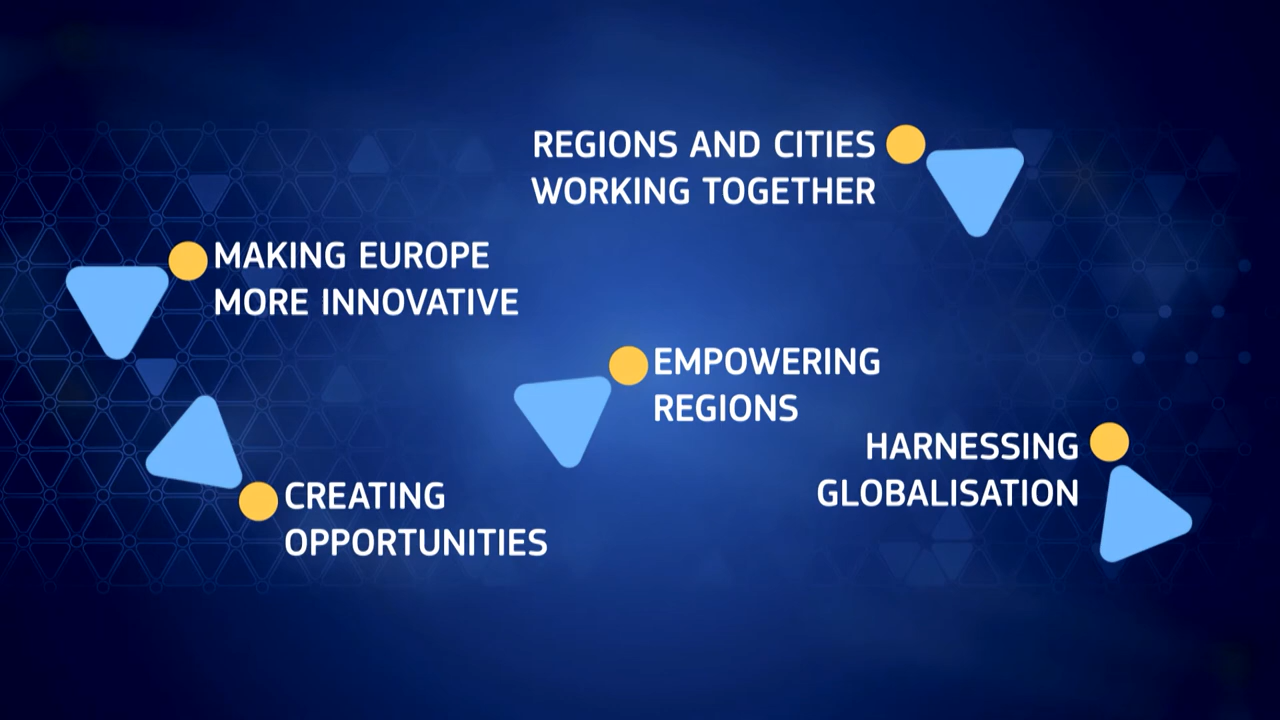 REGIONS AND CITIES
WORKING TOGETHER
MAKING EUROPE
MORE INNOVATIVE
EMPOWERING
REGIONS
HARNESSING
GLOBALISATION
CREATING
OPPORTUNITIES